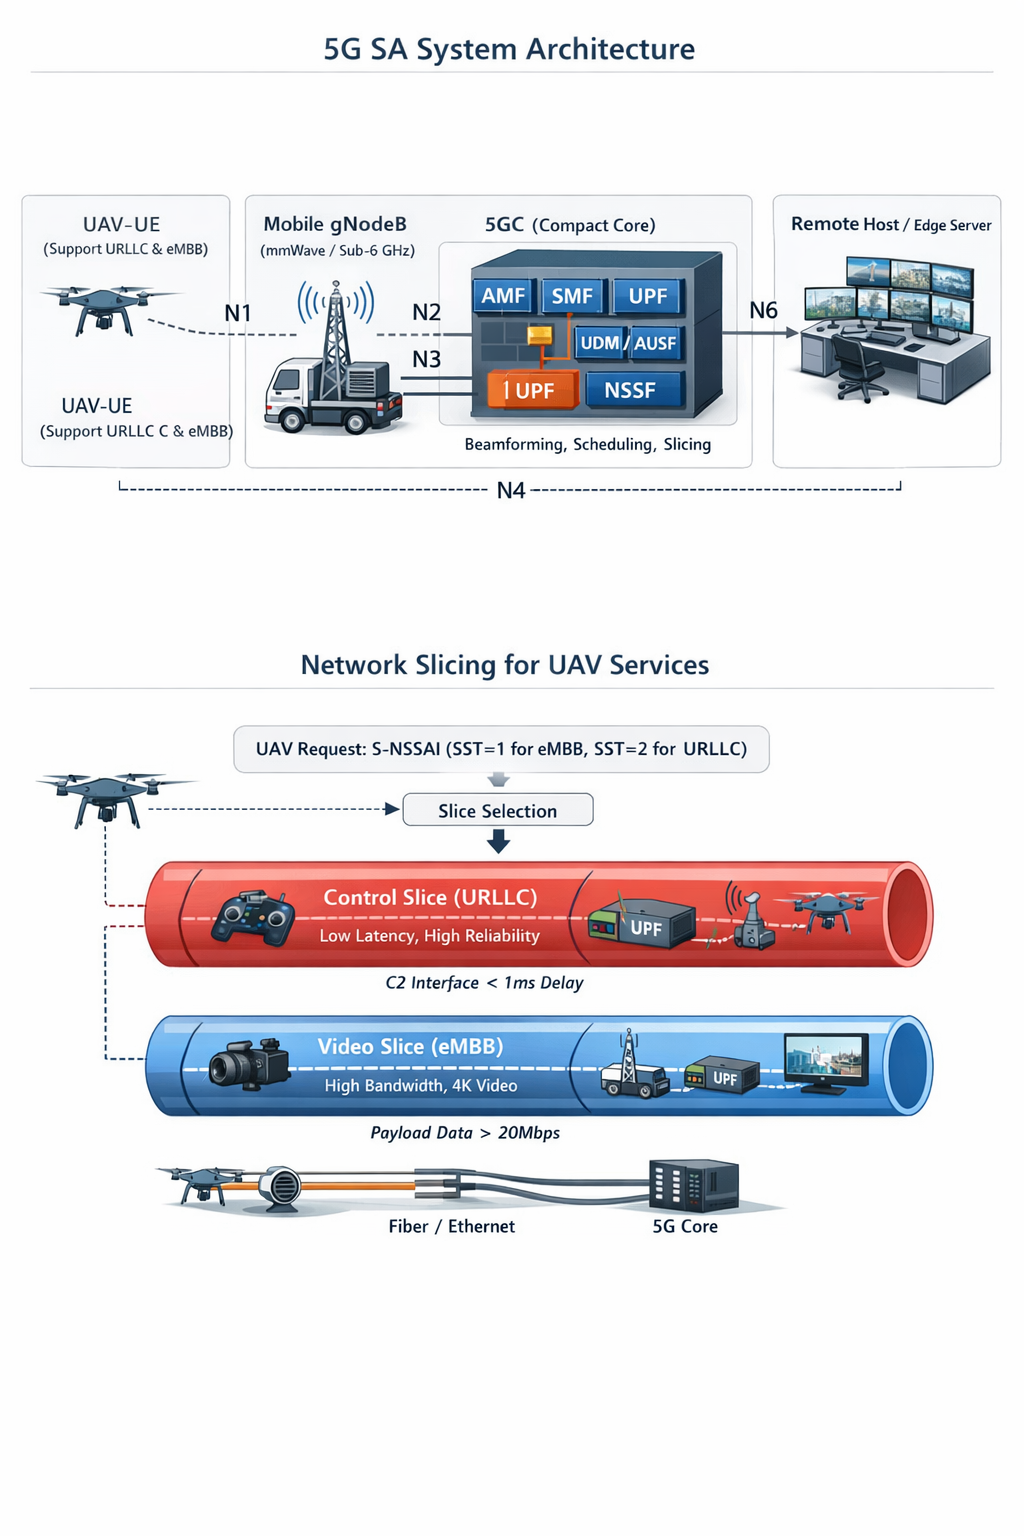 5G SA System Architecture
UAV-UE
(Support URLLC & eMBB)
N1
UAV-UE
(Support URLLC C & eMBB)
Mobile gNodeB
(mmWave / Sub-6 GHz)
N2
N3
5GC (Compact Core)
AMF
SMF
UPF
UDM / AUSF
1 UPF
NSSF
Beamforming, Scheduling, Slicing
N6
Remote Host / Edge Server
N4
Network Slicing for UAV Services
UAV Request: S-NSSAI (SST=1 for eMBB, SST=2 for URLLC)
Slice Selection
Control Slice (URLLC)
Low Latency, High Reliability
UPF
C2 Interface < 1ms Delay
Video Slice (eMBB)
High Bandwidth, 4K Video
UPF
Payload Data > 20Mbps
Fiber / Ethernet
5G Core